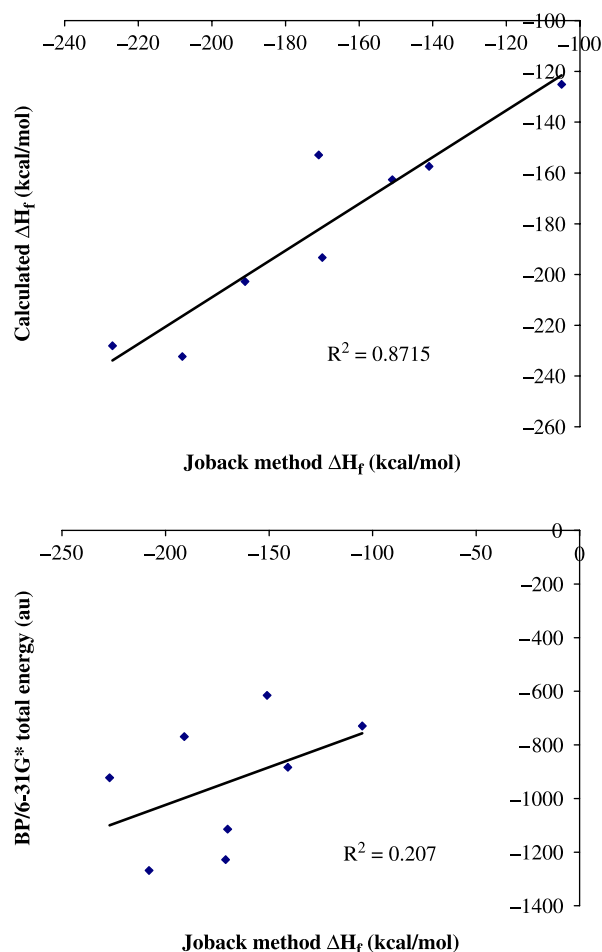 −100
−240 −220 −200 −180 −160 −140 −120 −100
−120
−140
−160
−180
−200
−220
−240
−260
Calculated ΔHf (kcal/mol)
R2 = 0.8715
Joback method ΔHf (kcal/mol)
0
−250 −200 −150 −100 −50 0
−200
−400
−600
−800
−1000
−1200
−1400
BP/6-31G* total energy (au)
R2 = 0.207
Joback method ΔHf (kcal/mol)